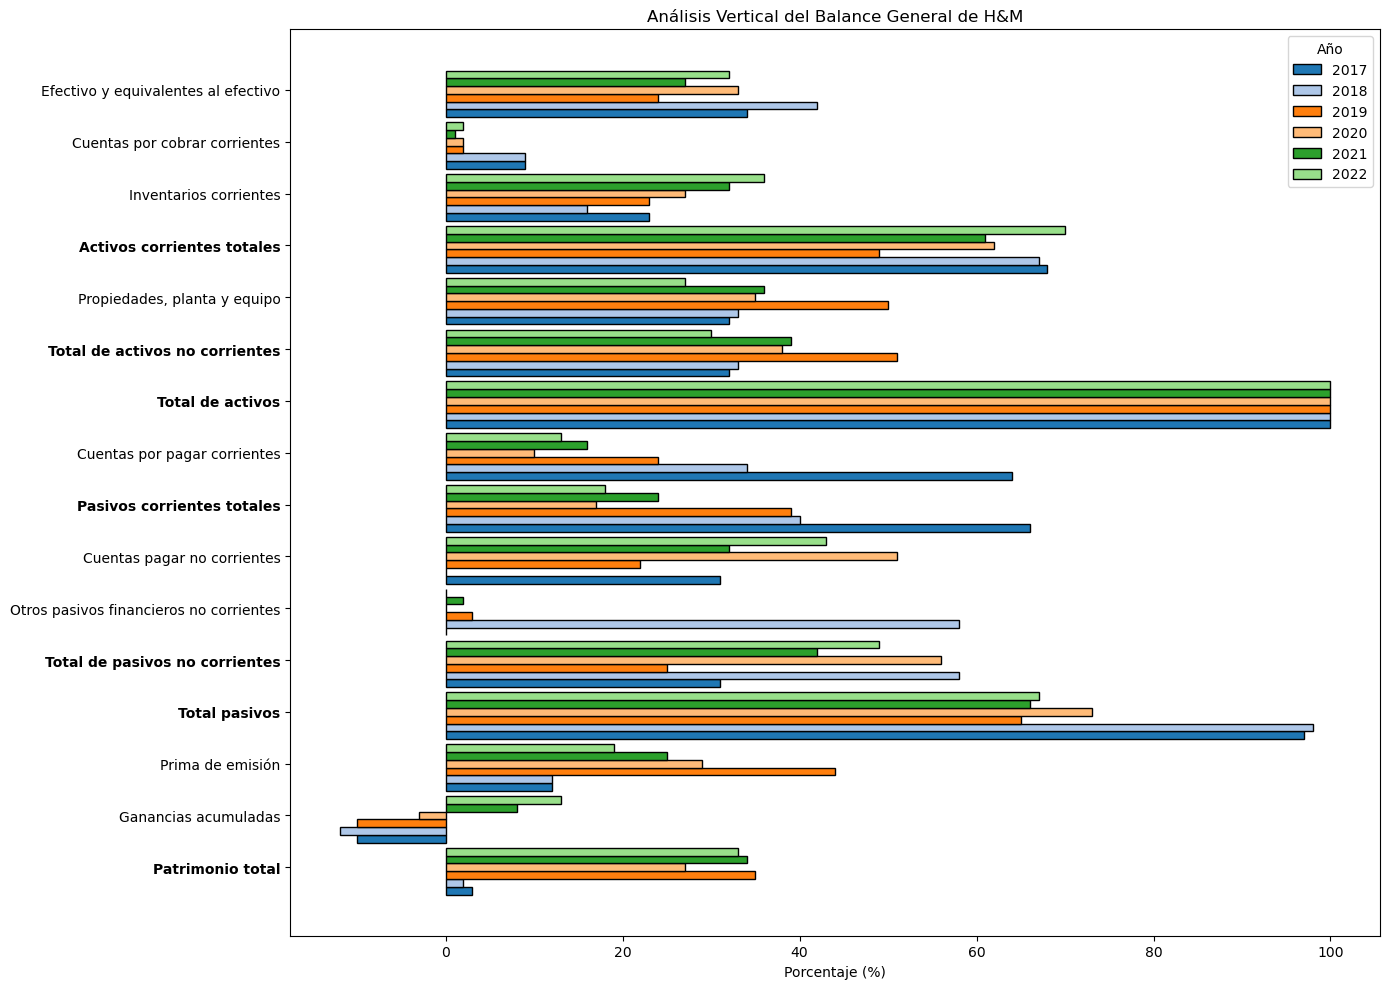 Análisis Vertical del Balance General de H&M
Año
2017
2018
2019
2020
2021
2022
Efectivo y equivalentes al efectivo
Cuentas por cobrar corrientes
Inventarios corrientes
Activos corrientes totales
Propiedades, planta y equipo
Total de activos no corrientes
Total de activos
Cuentas por pagar corrientes
Pasivos corrientes totales
Cuentas pagar no corrientes
Otros pasivos financieros no corrientes
Total de pasivos no corrientes
Total pasivos
Prima de emisión
Ganancias acumuladas
Patrimonio total
0 20 40 60 80 100
Porcentaje (%)